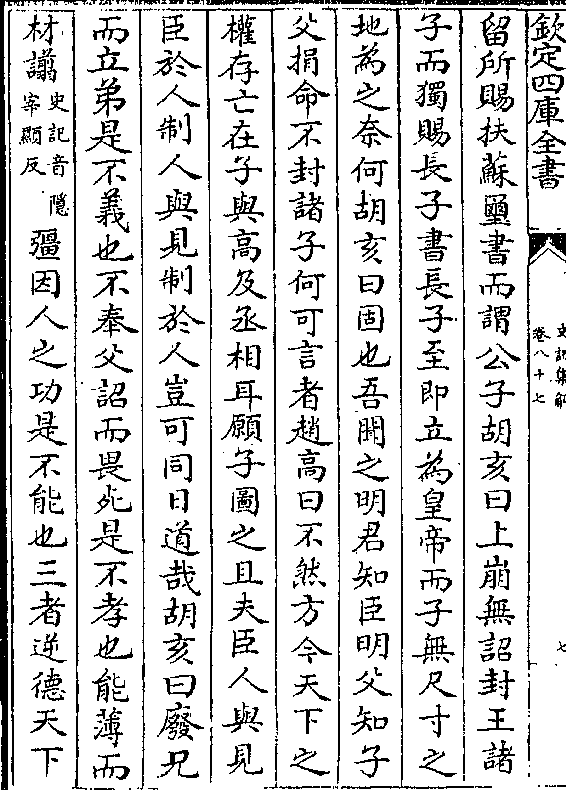 欽定四庫全書
史記集解
卷八十七
七
留所賜扶蘇璽書而謂公子胡亥曰上崩無詔封王諸
子而獨賜長子書長子至即立為皇帝而子無尺寸之
地為之奈何胡亥曰固也吾聞之明君知臣明父知子
父捐命不封諸子何可言者趙高曰不然方今天下之
權存亡在子與高及丞相耳願子圖之且夫臣人與見
臣於人制人與見制於人豈可同日道哉胡亥曰廢兄
而立弟是不義也不奉父詔而畏死是不孝也能薄而
材譾史記音隱宰顯反彊因人之功是不能也三者逆德天下